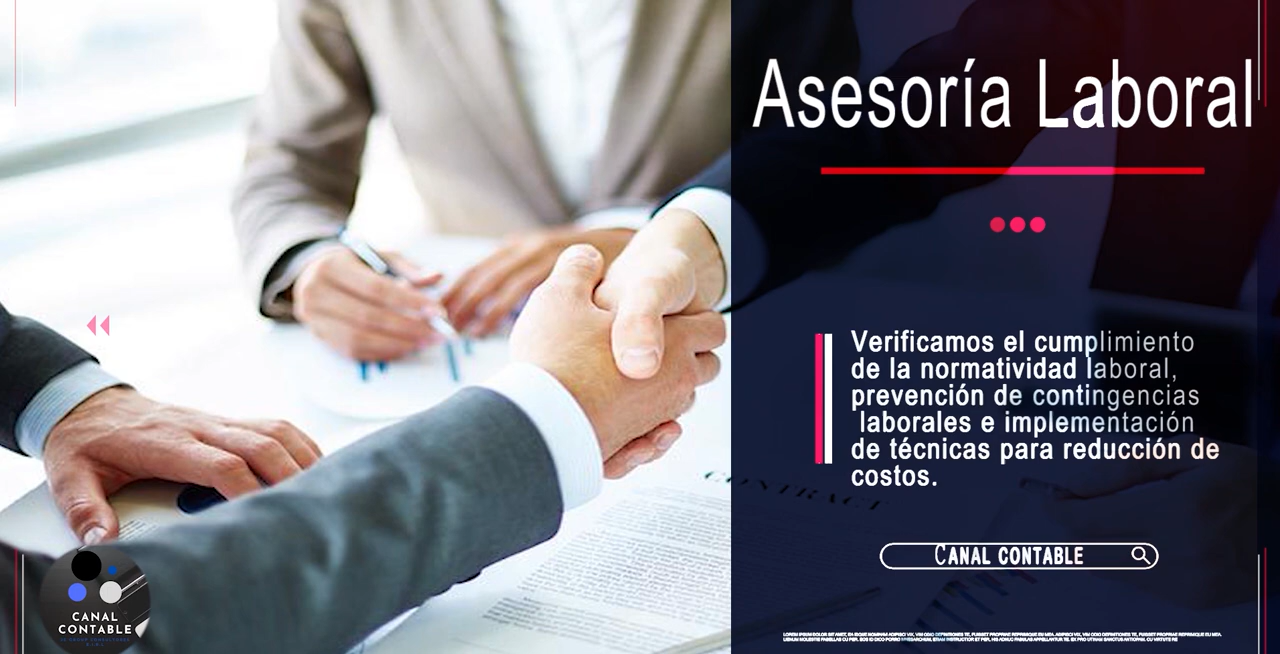 Asesoría Laboral
Verificamos el cumplimiento
de la normatividad laboral,
prevención de contingencias
laborales e implementación
de técnicas para reducción de
costos.
CANAL CONTABLE
CONTRACT
CANAL
CONTABLE